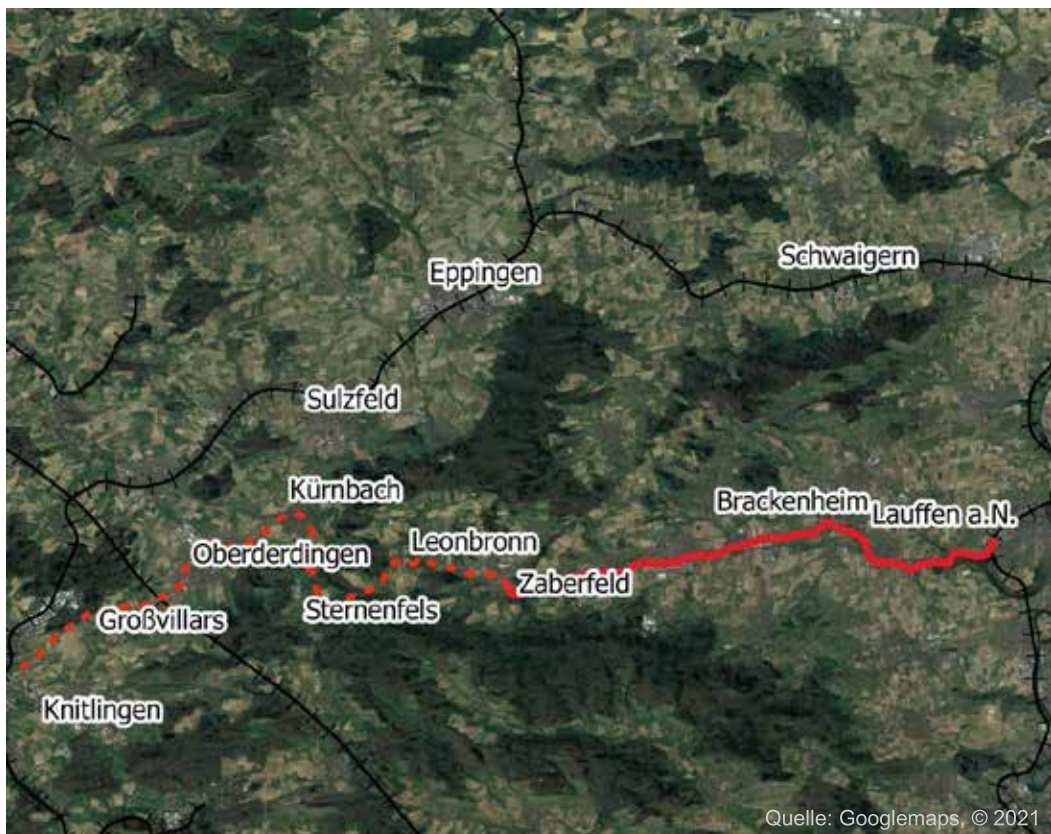 Eppingen
Schwaigern
Sulzfeld
Kürnbach
Brackenheim
Lauffen a.N.
Oberderdingen
Leonbronn
Zaberfeld
Sternenfels
Großvillars
Knitlingen
Quelle: Googlemaps, © 2021